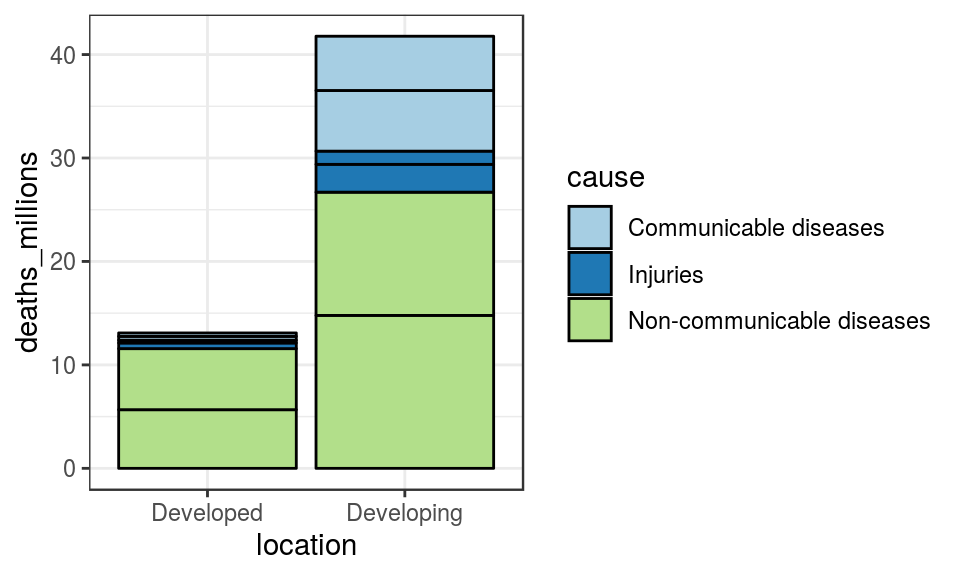 deaths_millions
40
30
20
10
0
Developed
Developing
location
cause
Communicable diseases
Injuries
Non-communicable diseases